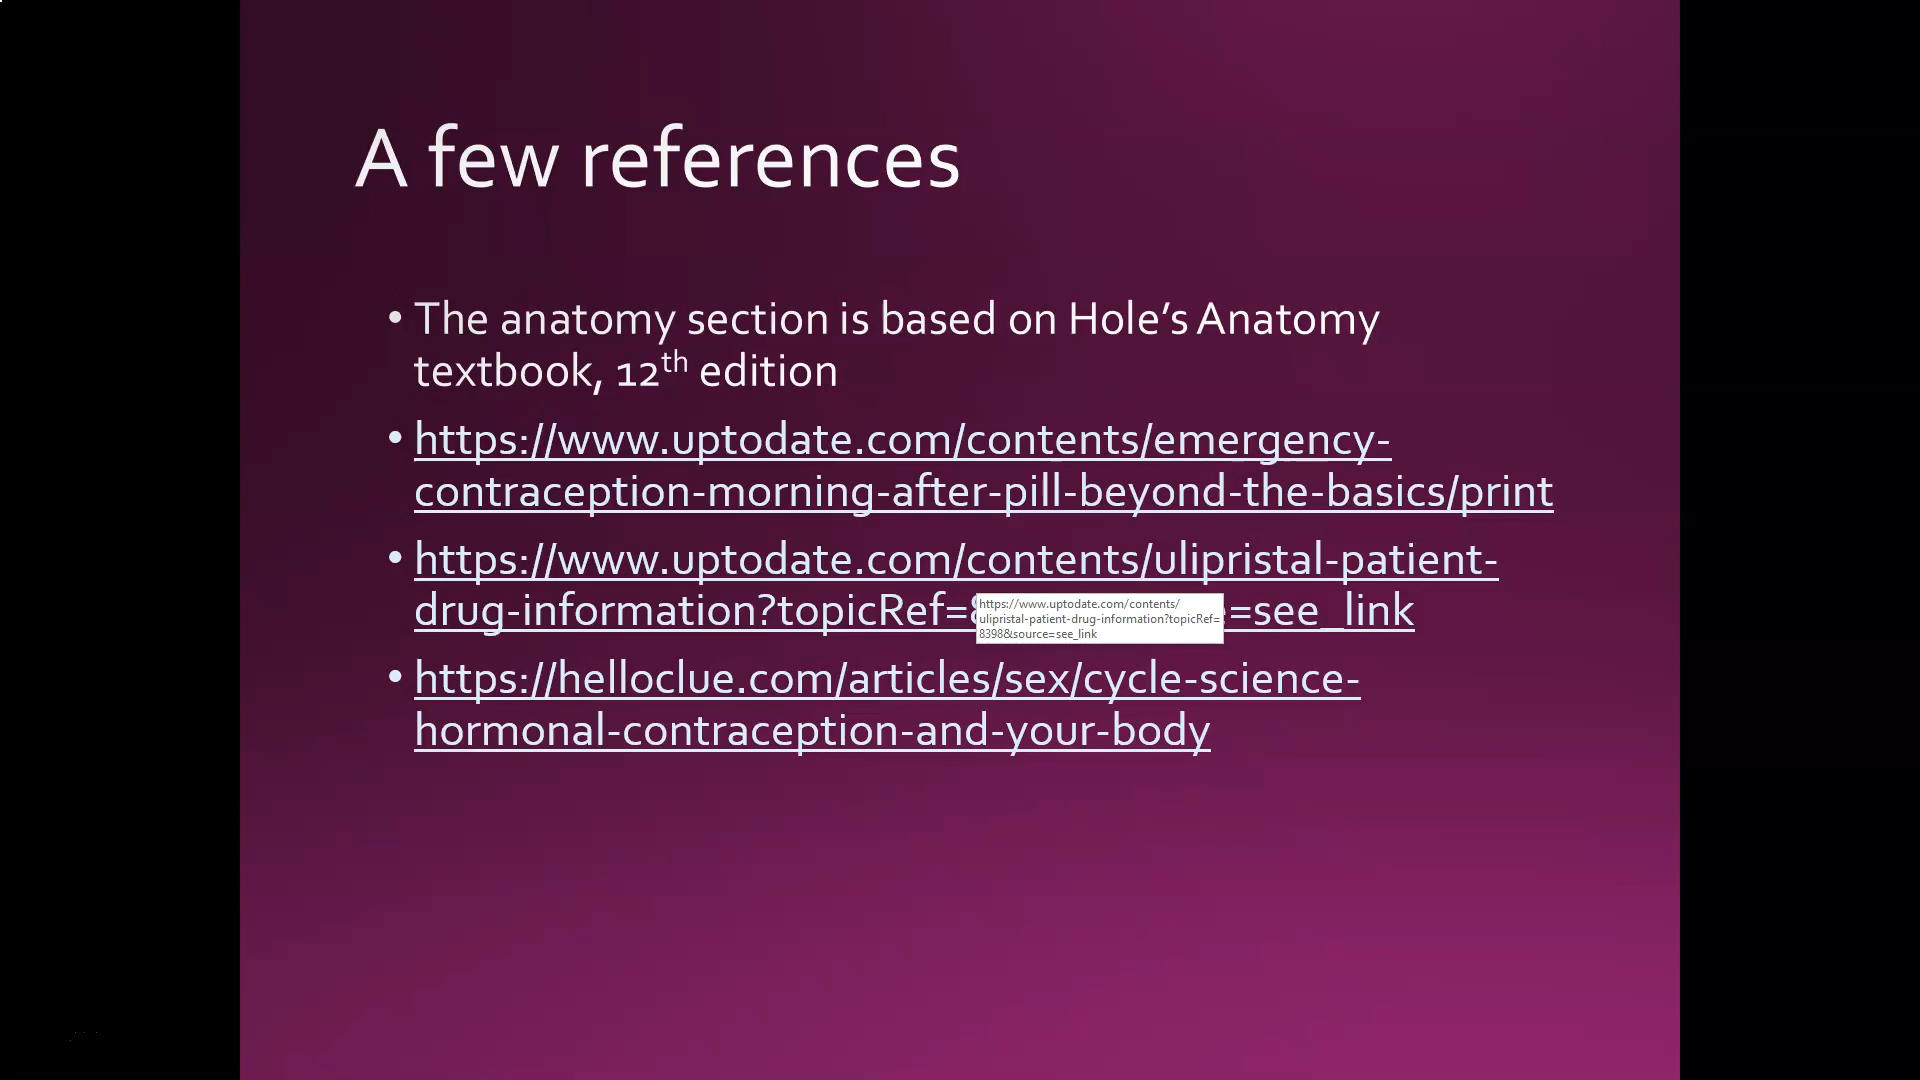 A few references
• The anatomy section is based on Hole’s Anatomy
textbook, 12th edition
• https://www.uptodate.com/contents/emergency-
contraception-morning-after-pill-beyond-the-basics/print
• https://www.uptodate.com/contents/ulipristal-patient-
drug-information?topicRef= =see_link
https://www.uptodate.com/contents/
ulipristal-patient-drug-information?topicRef=
8398&source=see_link
• https://helloclue.com/articles/sex/cycle-science-
hormonal-contraception-and-your-body